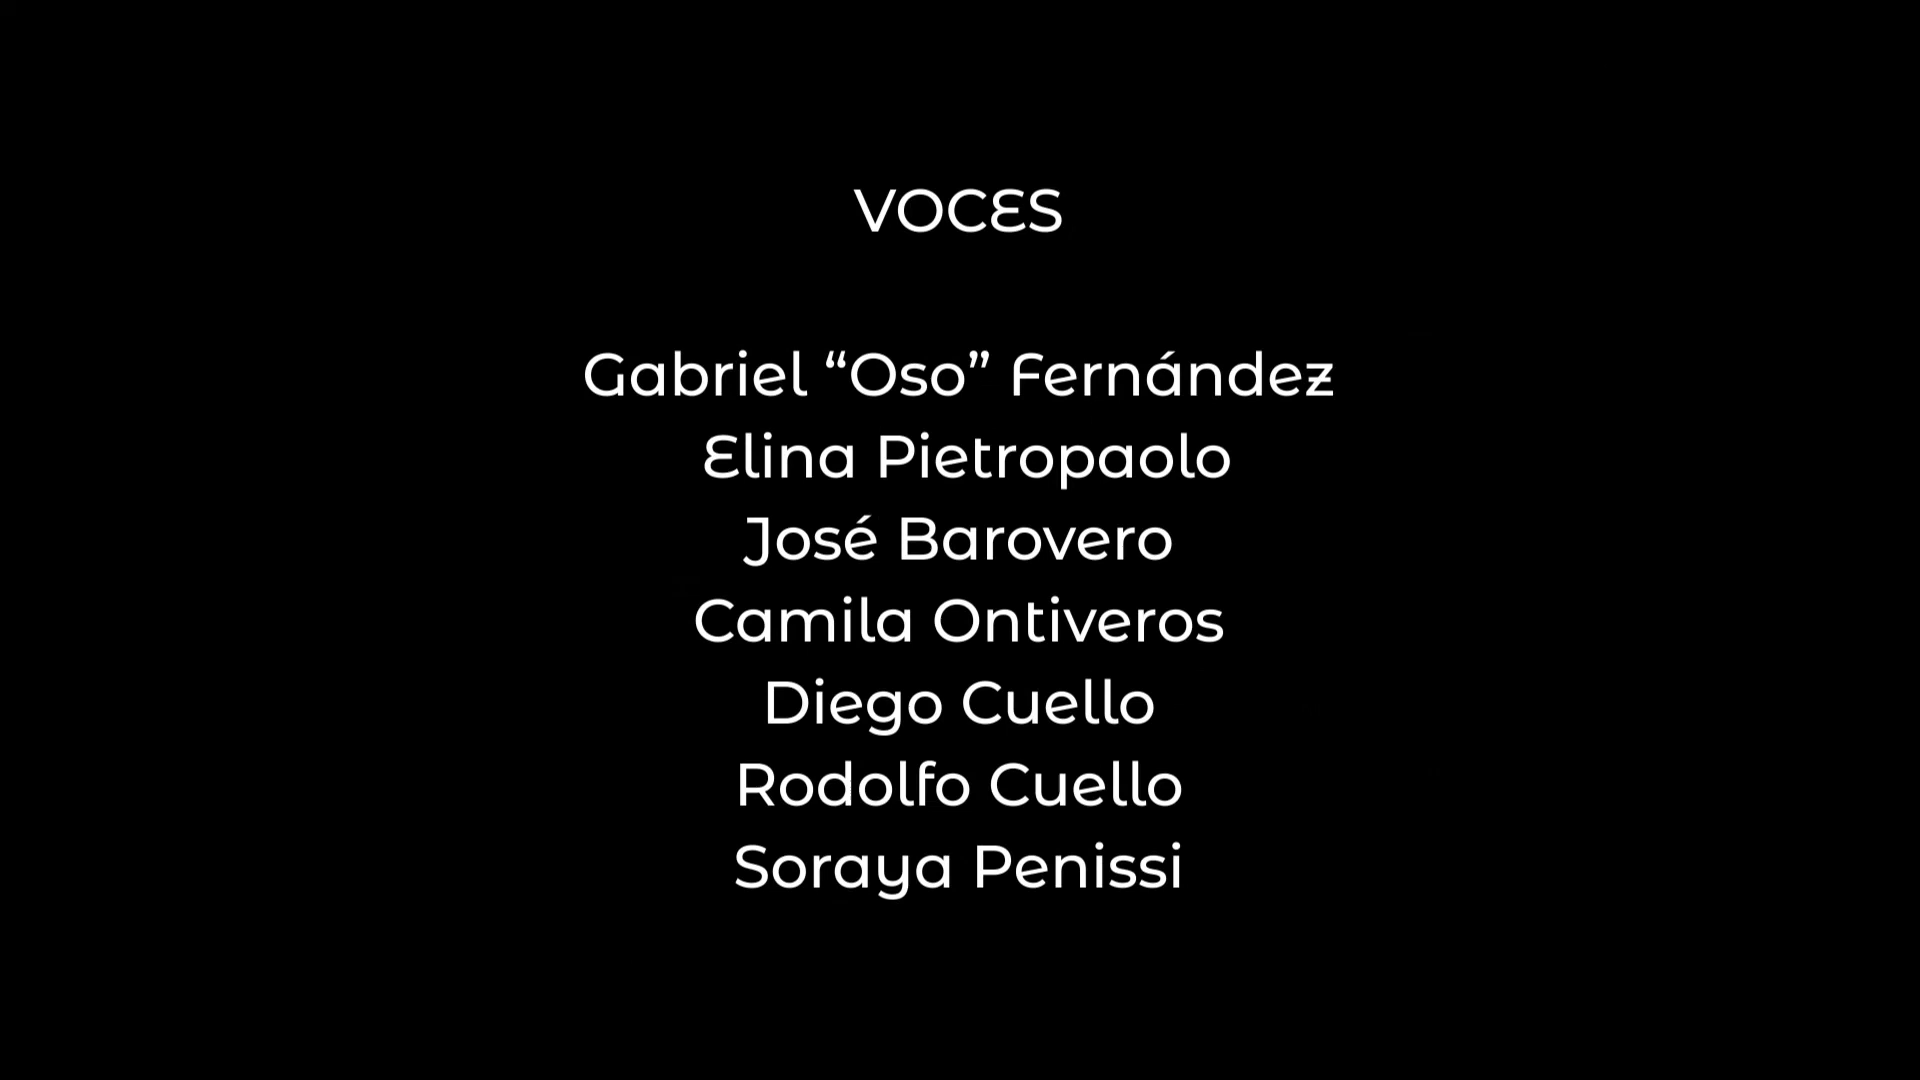 VOCES
Gabriel “Oso” Fernández
Elina Pietropaolo
José Barovero
Camila Ontiveros
Diego Cuello
Rodolfo Cuello
Soraya Penissi